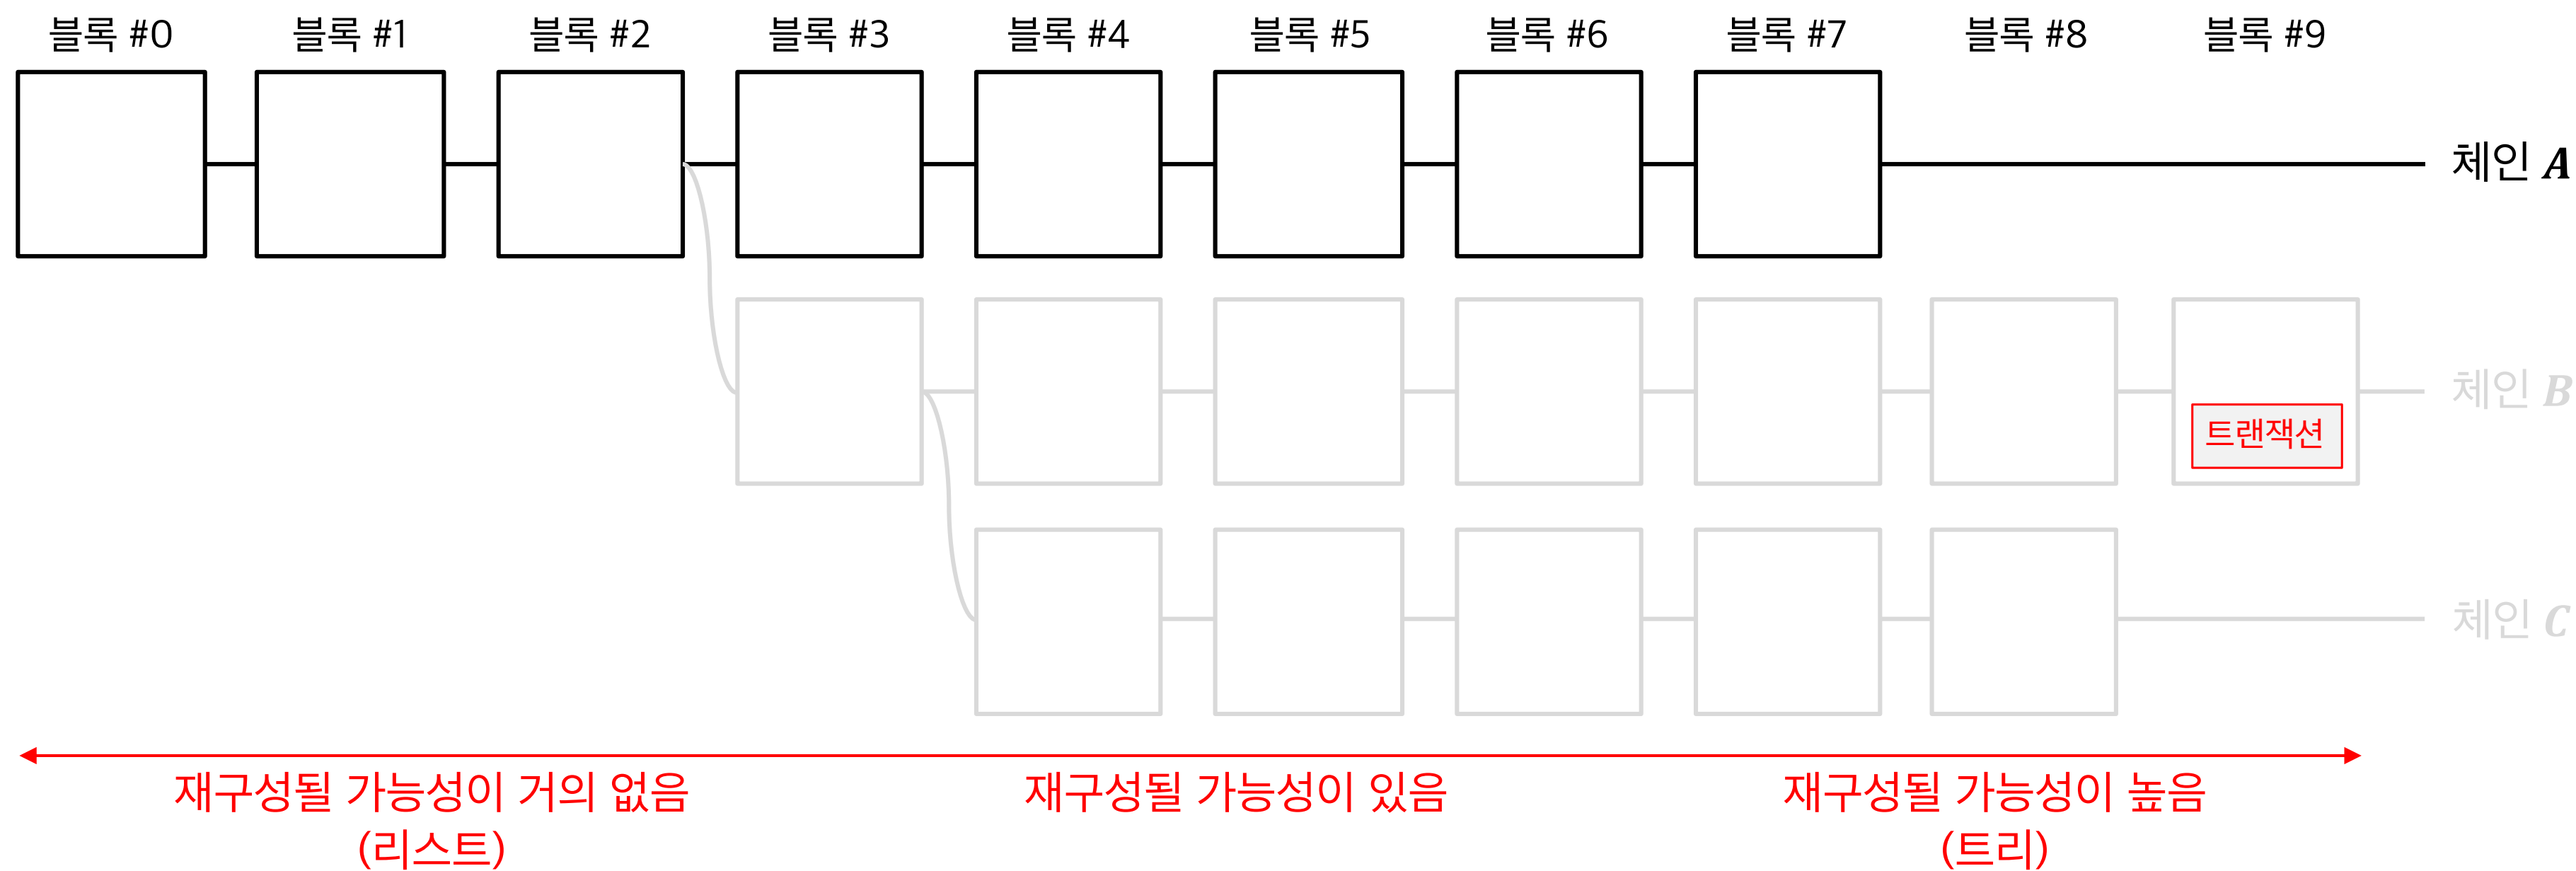 블록 #0
블록 #1
블록 #2
블록 #3
블록 #4
블록 #5
블록 #6
블록 #7
블록 #8
블록 #9
체인 A
체인 B
트랜잭션
체인 C
재구성될 가능성이 거의 없음
(리스트)
재구성될 가능성이 있음
재구성될 가능성이 높음
(트리)